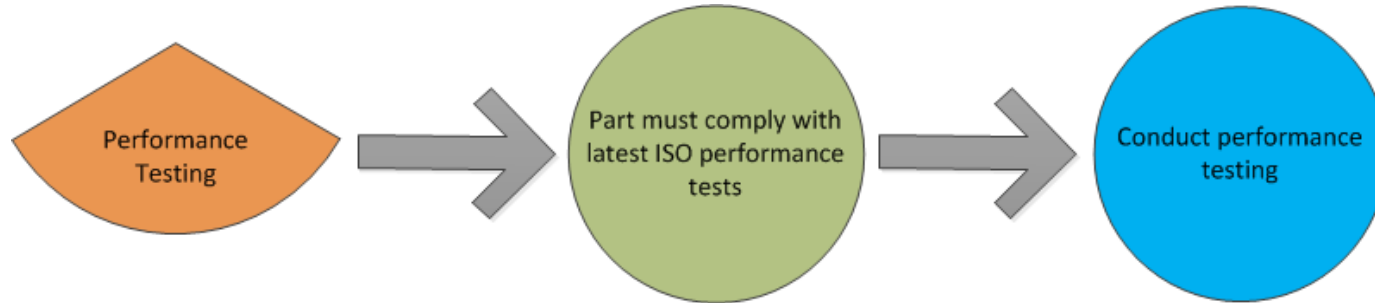 Performance
Testing
Part must comply with
latest ISO performance
tests
Conduct performance
testing